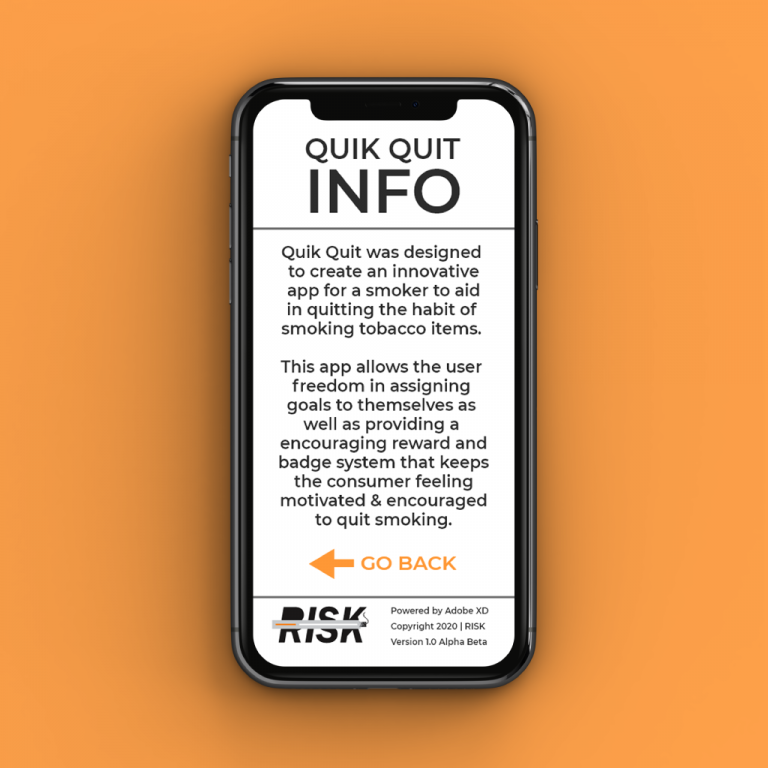 QUIK QUIT
INFO
Quik Quit was designed
to create an innovative
app for a smoker to aid
in quitting the habit of
smoking tobacco items.
This app allows the user
freedom in assigning
goals to themselves as
well as providing a
encouraging reward and
badge system that keeps
the consumer feeling
motivated & encouraged
to quit smoking.
GO BACK
RISK
Powered by Adobe XD
Copyright 2020 | RISK
Version 1.0 Alpha Beta